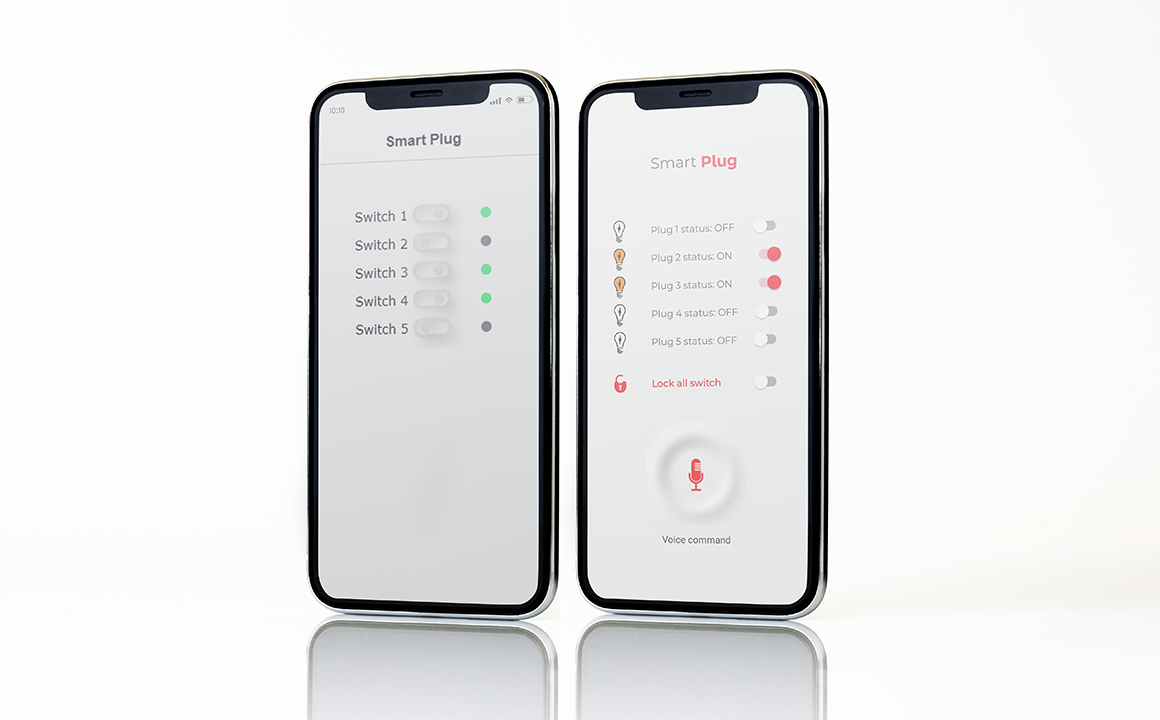 10:10
Smart Plug
Switch 1
Switch 2
Switch 3
Switch 4
Switch 5
Smart Plug
Plug 1 status: OFF
Plug 2 status: ON
Plug 3 status: ON
Plug 4 status: OFF
Plug 5 status: OFF
Lock all switch
Voice command